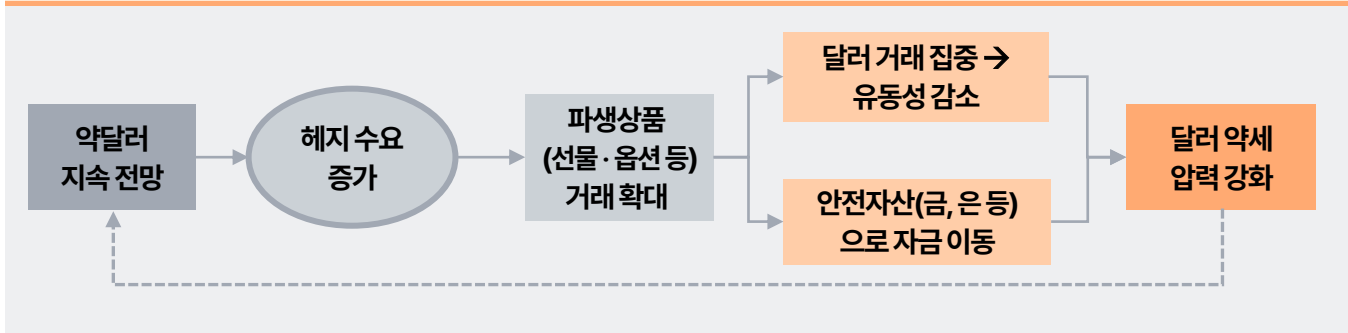 약달러
지속 전망
헤지 수요
증가
파생상품
(선물 · 옵션 등)
거래 확대
달러 거래 집중 →
유동성 감소
안전자산(금, 은 등)
으로 자금 이동
달러 약세
압력 강화